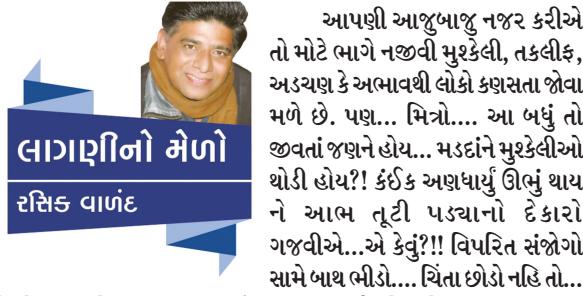 લાગણીનો મેળો
રસિક વાળંદ
આપણી આજુબાજુ નજર કરીએ
તો મોટે ભાગે નજીવી મુશ્કેલી, તકલીફ,
અડચણ કે અભાવથી લોકો કણસતા જોવા
મળે છે. પણ... મિત્રો.... આ બધું તો
જીવતાં જણને હોય... મડદાંને મુશ્કેલીઓ
થોડી હોય?! કંઈક અણધાર્યું ઊભું થાય
ને આભ તૂટી પડ્યાનો દેકારો
ગજવીએ...એ કેવું?!! વિપરિત સંજોગો
સામે બાથ ભીડો.... ચિંતા છોડો નહિ તો...